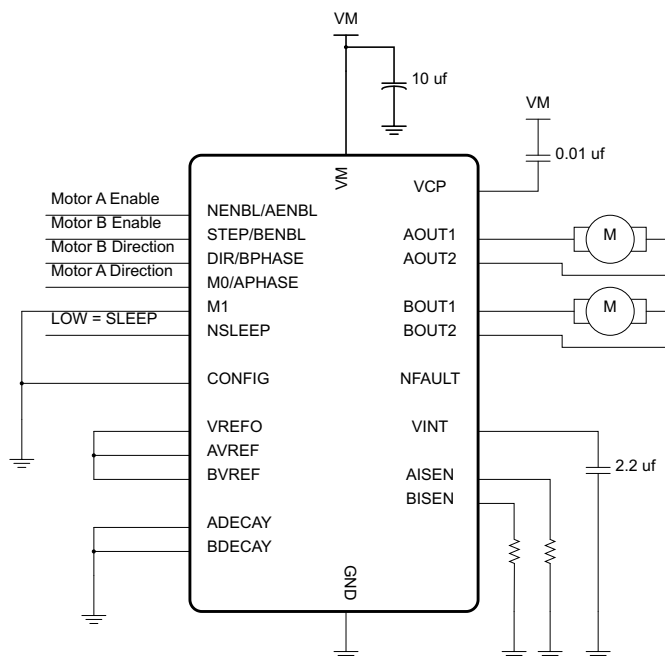 VM
10 uf
VM
0.01 uf
VM
VCP
Motor A Enable
NENBL/AENBL
Motor B Enable
STEP/BENBL
AOUT1
M
Motor B Direction
DIR/BPHASE
AOUT2
Motor A Direction
M0/APHASE
M1
BOUT1
M
LOW = SLEEP
NSLEEP
BOUT2
CONFIG
NFAULT
VREFO
VINT
AVREF
2.2 uf
BVREF
AISEN
BISEN
ADECAY
BDECAY
GND